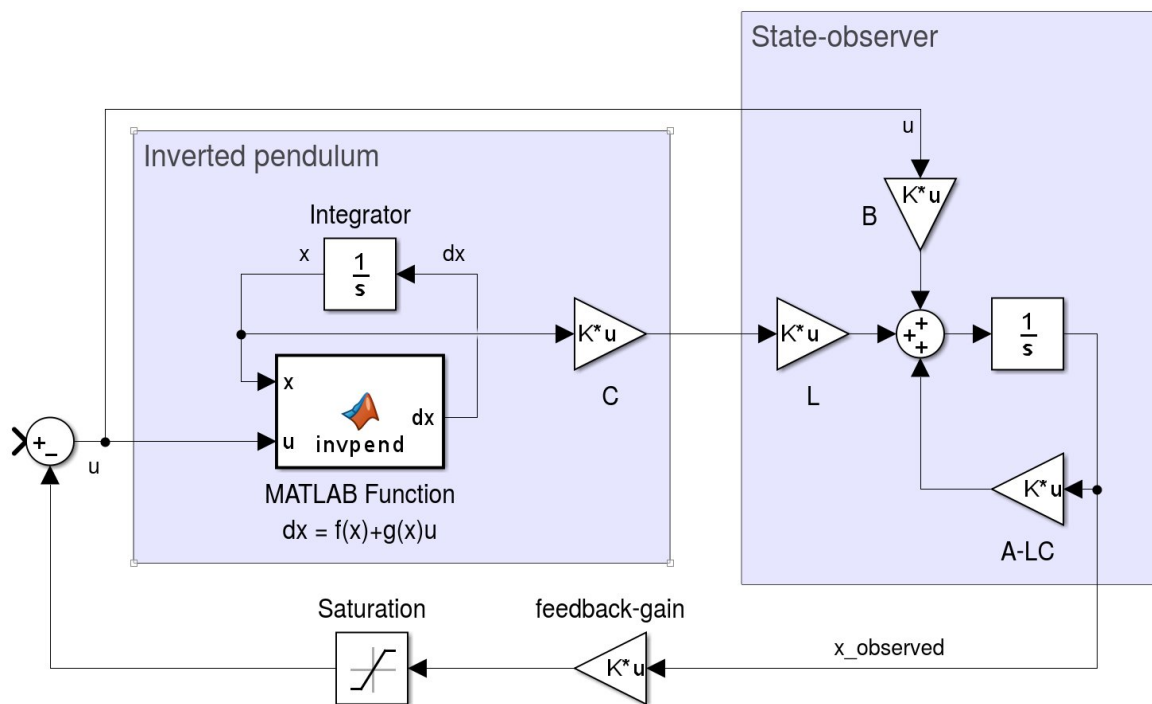 State-observer
u
Inverted pendulum
K*u
B
Integrator
x
1
s
dx
K*u
C
K*u
L
+
+
+
1
s
x
dx
u
invpend
+
-
u
MATLAB Function
dx = f(x)+g(x)u
K*u
A-LC
Saturation
feedback-gain
K*u
x_observed